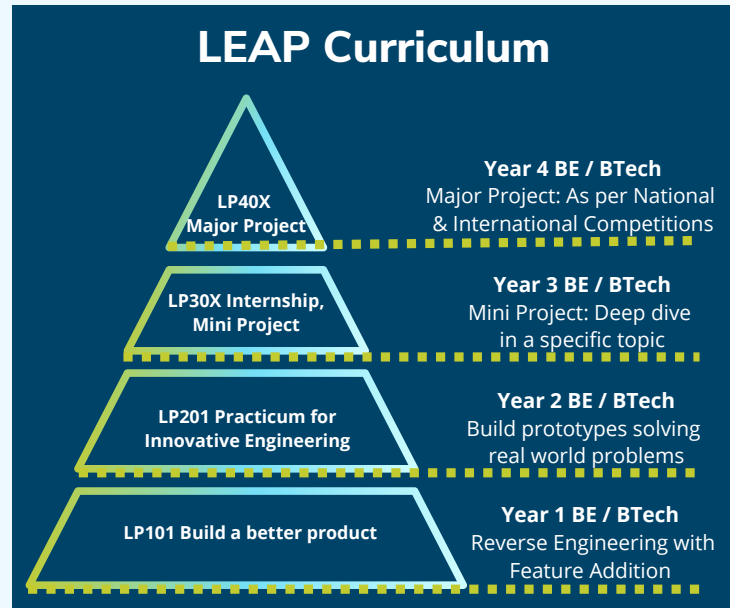 LEAP Curriculum
LP40X
Major Project
Year 4 BE / BTech
Major Project: As per National
& International Competitions
LP30X Internship,
Mini Project
Year 3 BE / BTech
Mini Project: Deep dive
in a specific topic
LP201 Practicum for
Innovative Engineering
Year 2 BE / BTech
Build prototypes solving
real world problems
LP101 Build a better product
Year 1 BE / BTech
Reverse Engineering with
Feature Addition